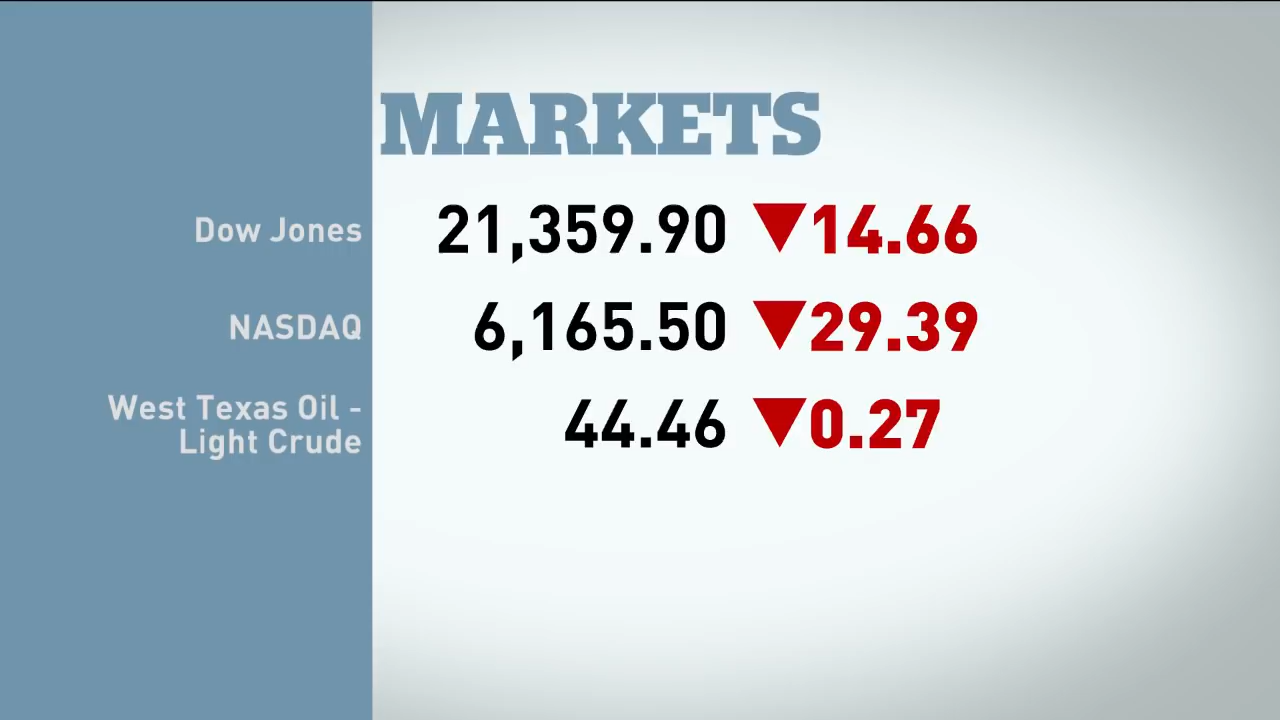 MARKETS
Dow Jones 21,359.90 ▼14.66
NASDAQ 6,165.50 ▼29.39
West Texas Oil -
Light Crude 44.46 ▼0.27